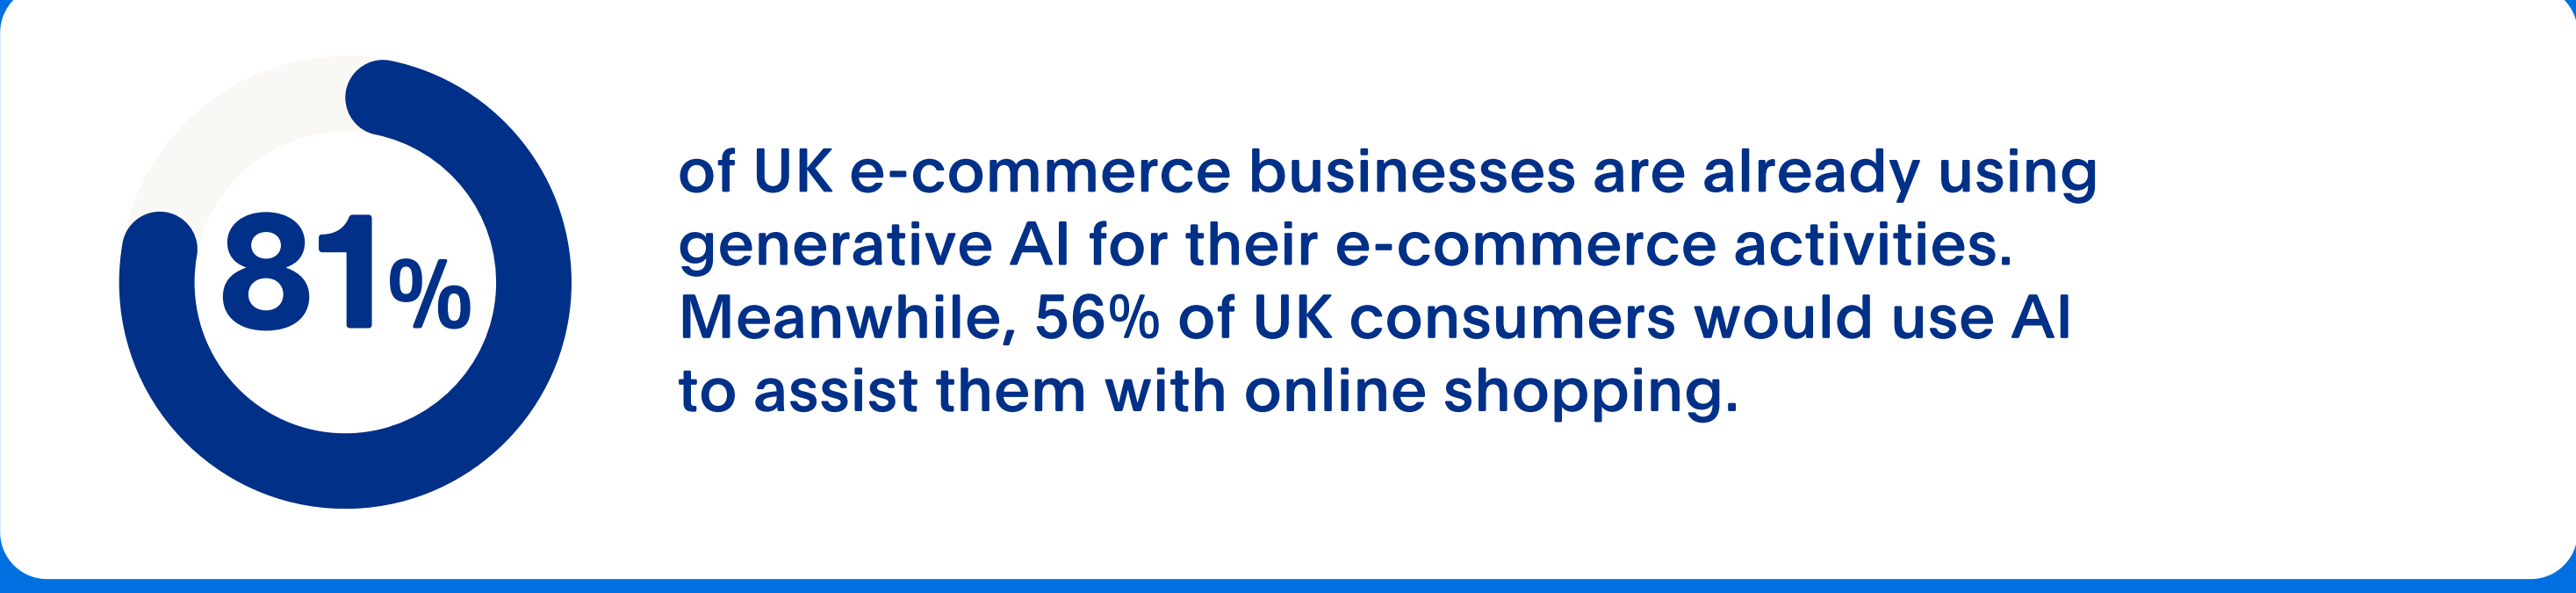 81%
of UK e-commerce businesses are already using
generative AI for their e-commerce activities.
Meanwhile, 56% of UK consumers would use AI
to assist them with online shopping.